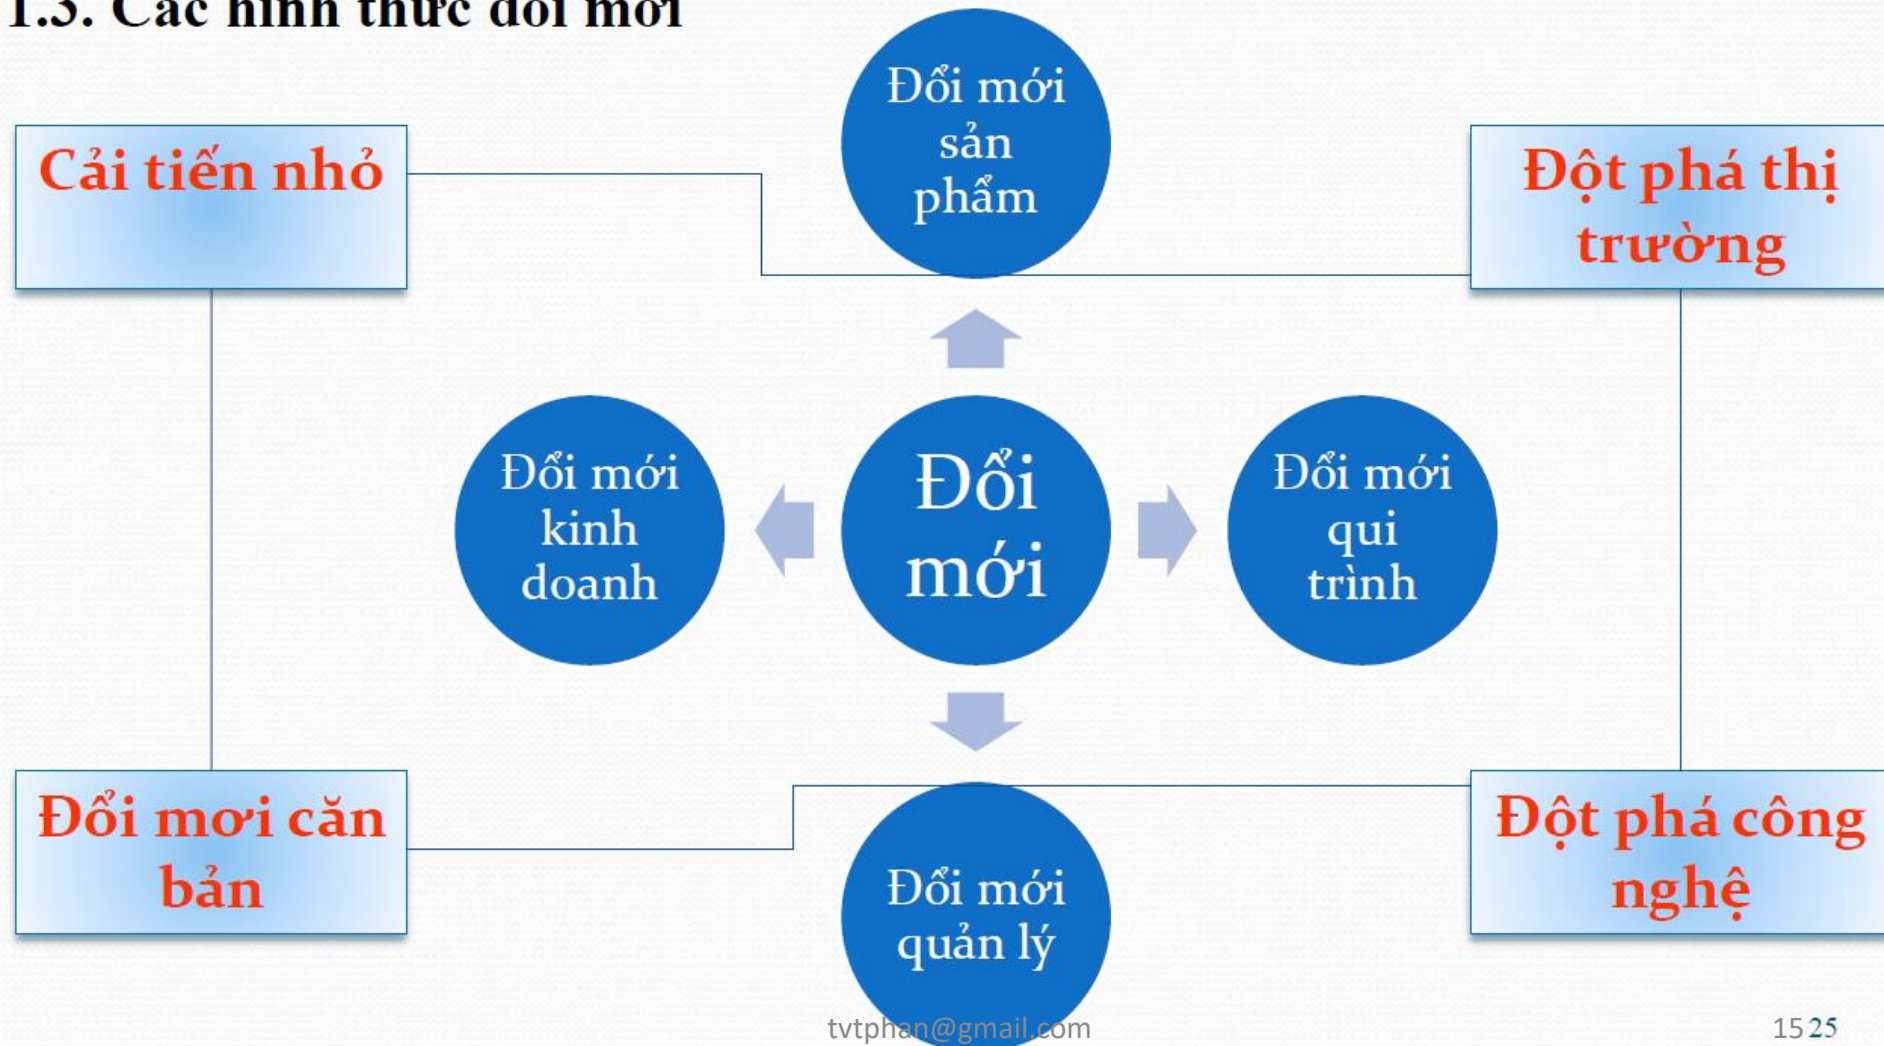 1.3. Các hình thức đổi mới
Đổi mới
sản
phẩm
Cải tiến nhỏ
Đột phá thị
trường
Đổi mới
kinh
doanh
Đổi
mới
Đổi mới
qui
trình
Đổi mơi căn
bản
Đột phá công
nghệ
Đổi mới
quản lý
tvtphan@gmail.com
15 25